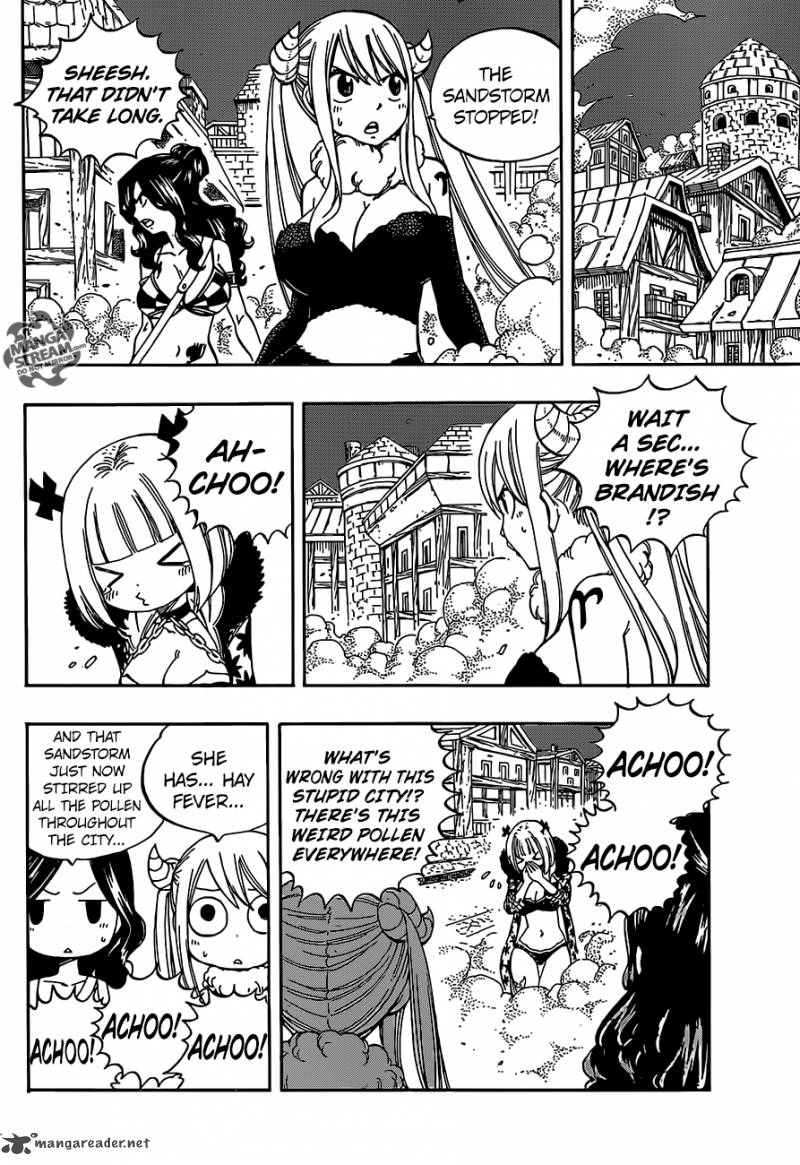 THE
SANDSTORM
STOPPED!
SHEESH.
THAT DIDN'T
TAKE LONG.
MANGA
STREAM.com
DO NOT MIRROR
WAIT
A SEC...
WHERE'S
BRANDISH
!?
AH-
CHOO!
ACHOO!
ACHOO!
WHAT'S
WRONG WITH THIS
STUPID CITY!?
THERE'S THIS
WEIRD POLLEN
EVERYWHERE!
SHE
HAS... HAY
FEVER...
AND THAT
SANDSTORM
JUST NOW
STIRRED UP
ALL THE POLLEN
THROUGHOUT
THE CITY...
ACHOO!
ACHOO!
ACHOO!
mangareader.net